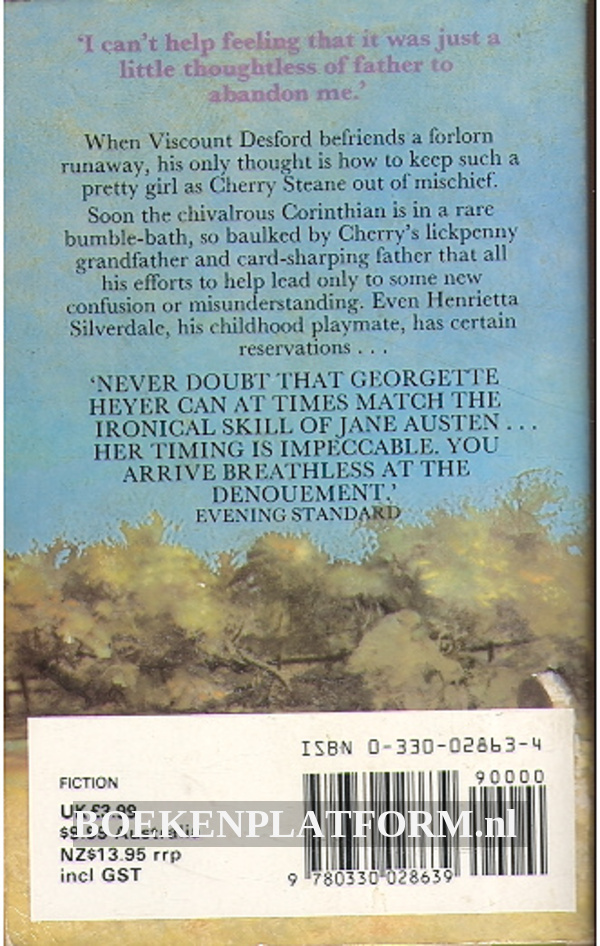 ‘I can’t help feeling that it was just a
little thoughtless of father to
abandon me.’
When Viscount Desford befriends a forlorn
runaway, his only thought is how to keep such a
pretty girl as Cherry Steane out of mischief.
Soon the chivalrous Corinthian is in a rare
bumble-bath, so baulked by Cherry’s lickpenny
grandfather and card-sharping father that all
his efforts to help lead only to some new
confusion or misunderstanding. Even Henrietta
Silverdale, his childhood playmate, has certain
reservations . . .
‘NEVER DOUBT THAT GEORGETTE
HEYER CAN AT TIMES MATCH THE
IRONICAL SKILL OF JANE AUSTEN . . .
HER TIMING IS IMPECCABLE. YOU
ARRIVE BREATHLESS AT THE
DENOUEMENT.’
EVENING STANDARD
ISBN 0-330-02863-4
FICTION
90000
UK £3.99
BOEKENPLATFORM.nl
Australia
NZ$13.95 rrp
incl GST
9 780330 028639